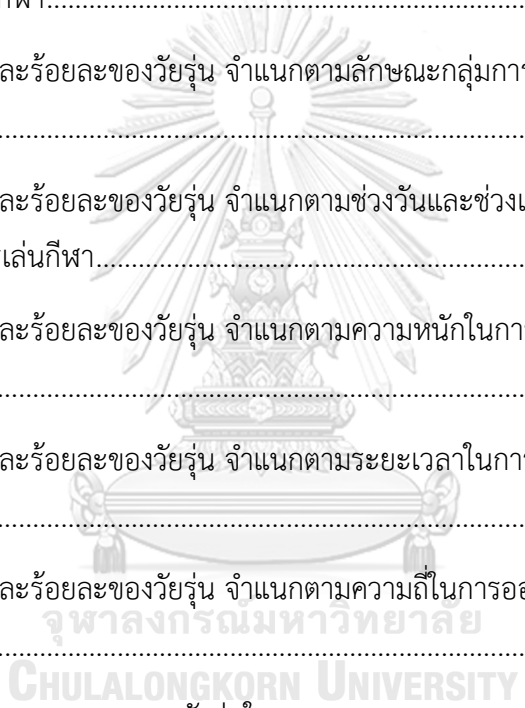 กีฬา..........................................................................
ละร้อยละของวัยรุ่น จำแนกตามลักษณะกลุ่มการ
................................................................................
ละร้อยละของวัยรุ่น จำแนกตามช่วงวันและช่วงเ
เล่นกีฬา....................................................................
ละร้อยละของวัยรุ่น จำแนกตามความหนักในการ
................................................................................
ละร้อยละของวัยรุ่น จำแนกตามระยะเวลาในการ
................................................................................
ละร้อยละของวัยรุ่น จำแนกตามความถี่ในการออ
จุฬาลงกรณ์มหาวิทยาลัย
................................................................................
CHULALONGKORN UNIVERSITY